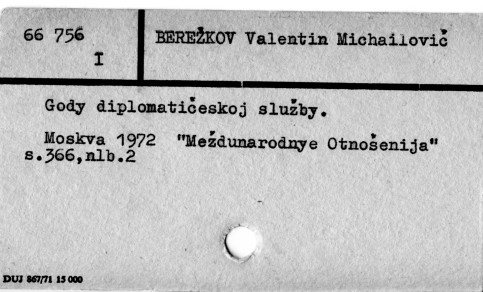 66 756
I
BEREŽKOV Valentin Michailovič
Gody diplomatičeskoj služby.
Moskva 1972 "Meždunarodnye Otnošenija"
s.366,nlb.2
DUJ 867/71 15 000